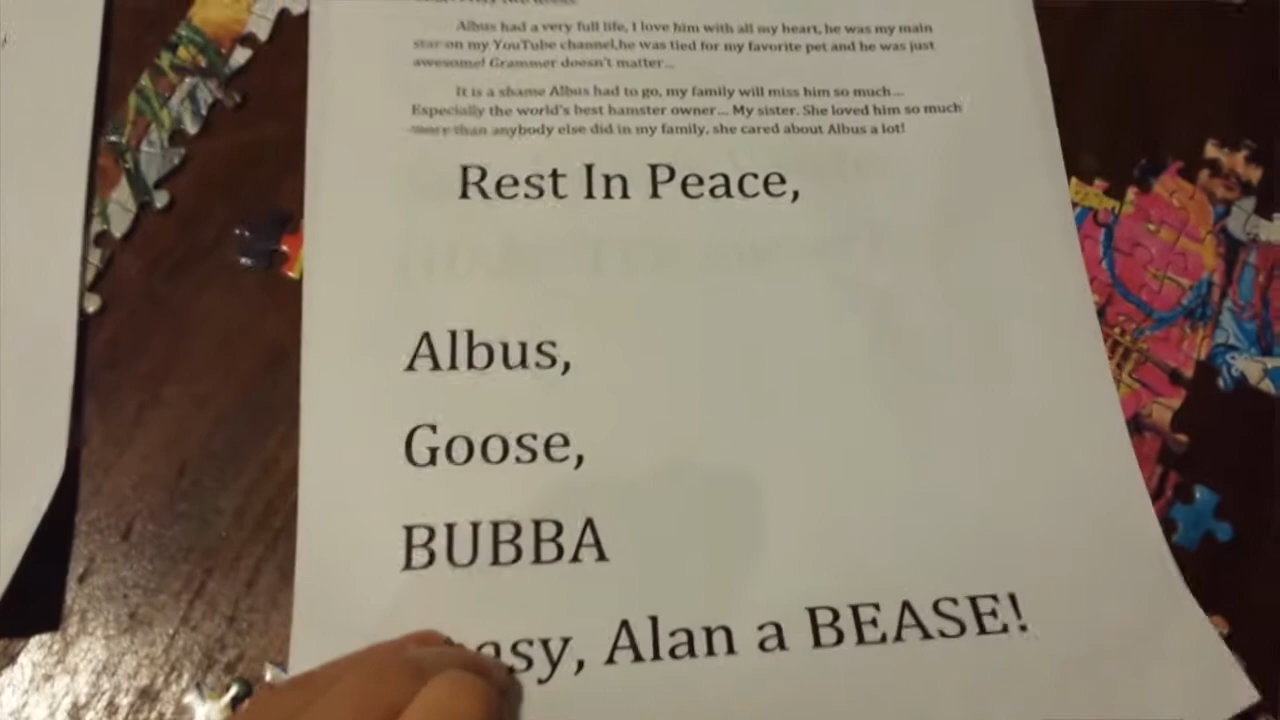 Albus had a very full life, I love him with all my heart, he was my main
star on my YouTube channel,he was tied for my favorite pet and he was just
awesome! Grammer doesn't matter...
It is a shame Albus had to go, my family will miss him so much...
Especially the world's best hamster owner... My sister. She loved him so much
more than anybody else did in my family, she cared about Albus a lot!
Rest In Peace,
Albus,
Goose,
BUBBA
Alan a BEASE!